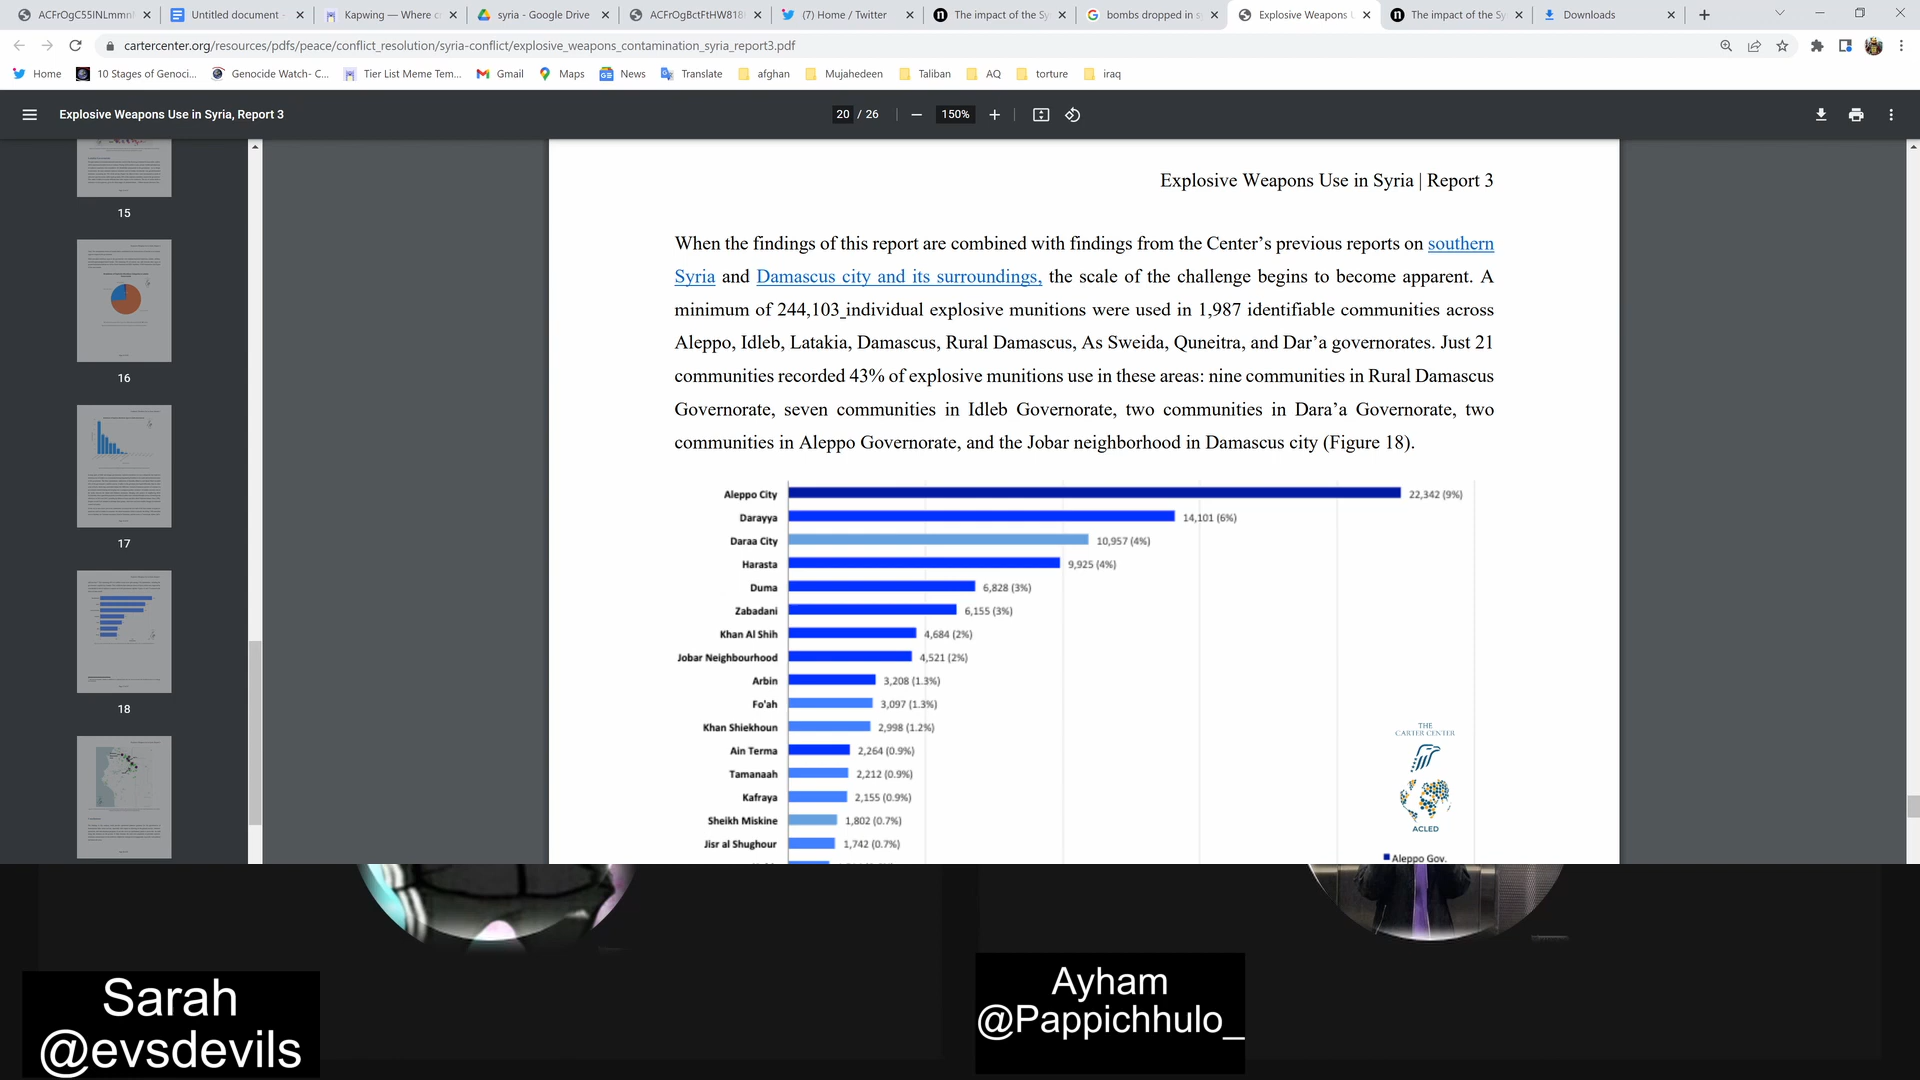 ACFrOgC55INLmmn
Untitled document -
Kapwing — Where c
syria - Google Drive
ACFrOgBctFtHW818
(7) Home / Twitter
The impact of the Sy
bombs dropped in s
Explosive Weapons U
The impact of the Sy
Downloads
cartercenter.org/resources/pdfs/peace/conflict_resolution/syria-conflict/explosive_weapons_contamination_syria_report3.pdf
Home
10 Stages of Genoci...
Genocide Watch- C...
Tier List Meme Tem...
Gmail
Maps
News
Translate
afghan
Mujahedeen
Taliban
AQ
torture
iraq
Explosive Weapons Use in Syria, Report 3
20 / 26
150%
15
16
17
18
Explosive Weapons Use in Syria | Report 3
When the findings of this report are combined with findings from the Center's previous reports on southern
Syria and Damascus city and its surroundings, the scale of the challenge begins to become apparent. A
minimum of 244,103 individual explosive munitions were used in 1,987 identifiable communities across
Aleppo, Idleb, Latakia, Damascus, Rural Damascus, As Sweida, Quneitra, and Dar'a governorates. Just 21
communities recorded 43% of explosive munitions use in these areas: nine communities in Rural Damascus
Governorate, seven communities in Idleb Governorate, two communities in Dara'a Governorate, two
communities in Aleppo Governorate, and the Jobar neighborhood in Damascus city (Figure 18).
Aleppo City 22,342 (9%)
Darayya 14,101 (6%)
Daraa City 10,957 (4%)
Harasta 9,925 (4%)
Duma 6,828 (3%)
Zabadani 6,155 (3%)
Khan Al Shih 4,684 (2%)
Jobar Neighbourhood 4,521 (2%)
Arbin 3,208 (1.3%)
Fo'ah 3,097 (1.3%)
Khan Shiekhoun 2,998 (1.2%)
Ain Terma 2,264 (0.9%)
Tamanaah 2,212 (0.9%)
Kafraya 2,155 (0.9%)
Sheikh Miskine 1,802 (0.7%)
Jisr al Shughour 1,742 (0.7%)
THE
CARTER CENTER
ACLED
Aleppo Gov.
Sarah
@evsdevils
Ayham
@Pappichhulo_